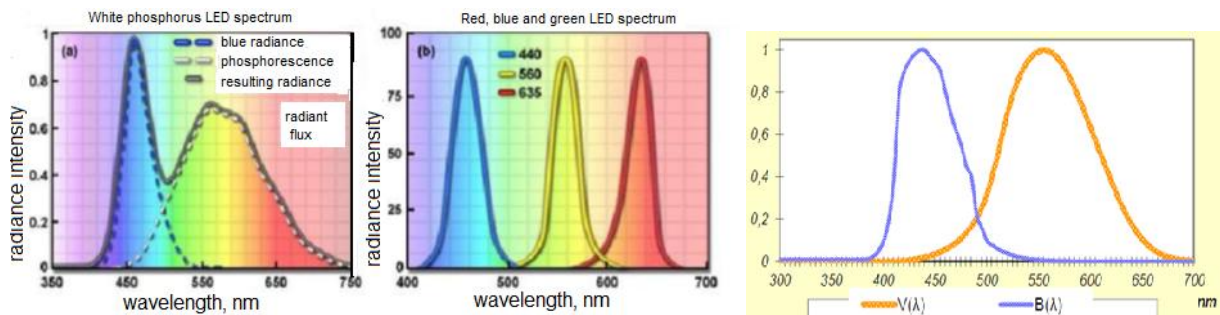 White phosphorus LED spectrum
(a)
blue radiance
phosphorescence
resulting radiance
radiant
flux
radiance intensity
1
0.8
0.6
0.4
0.2
0
350
450
550
650
750
wavelength, nm
Red, blue and green LED spectrum
(b)
440
560
635
radiance intensity
100
75
50
25
0
400
500
600
700
wavelength, nm
1
0,8
0,6
0,4
0,2
0
300
400
450
500
550
600
650
700
nm
V(λ)
B(λ)